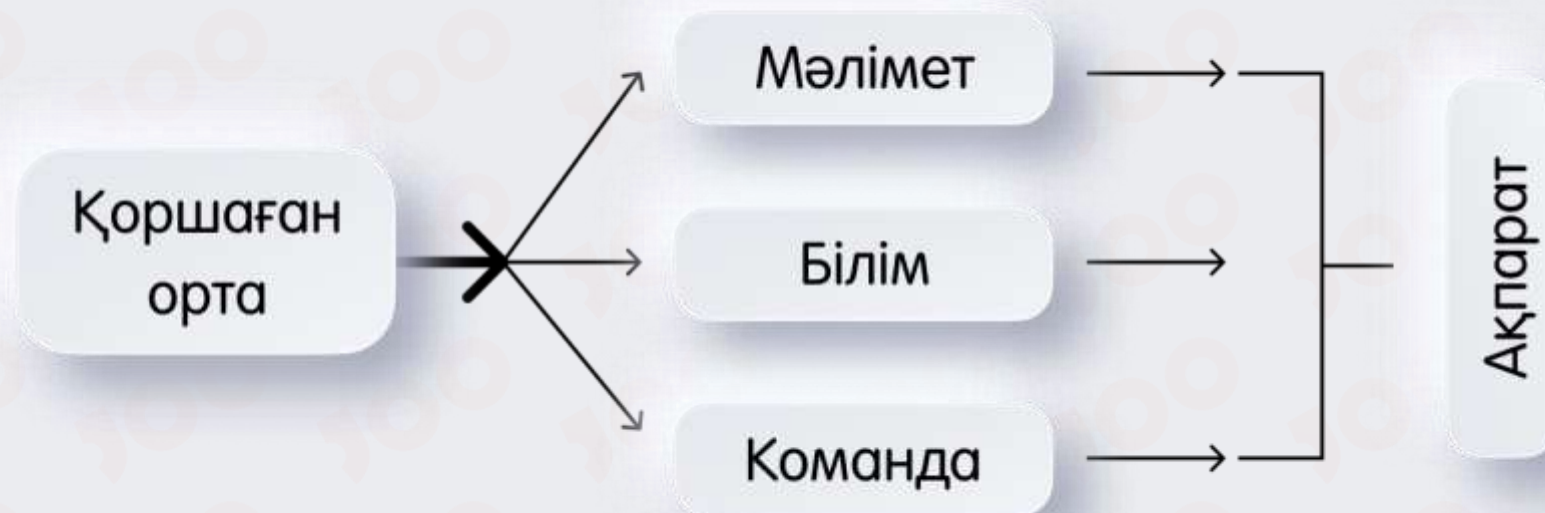 Қоршаған
орта
Мәлімет
Білім
Команда
Ақпарат